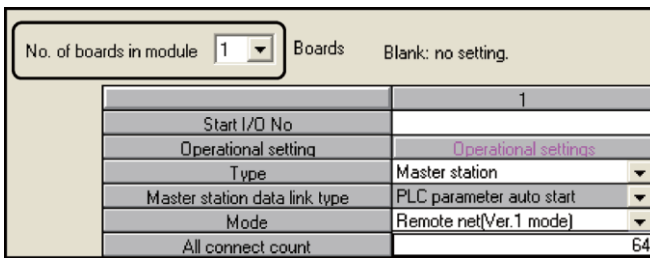 No. of boards in module 1 Boards Blank: no setting.
1
Start I/O No
Operational setting Operational settings
Type Master station
Master station data link type PLC parameter auto start
Mode Remote net(Ver.1 mode)
All connect count 64